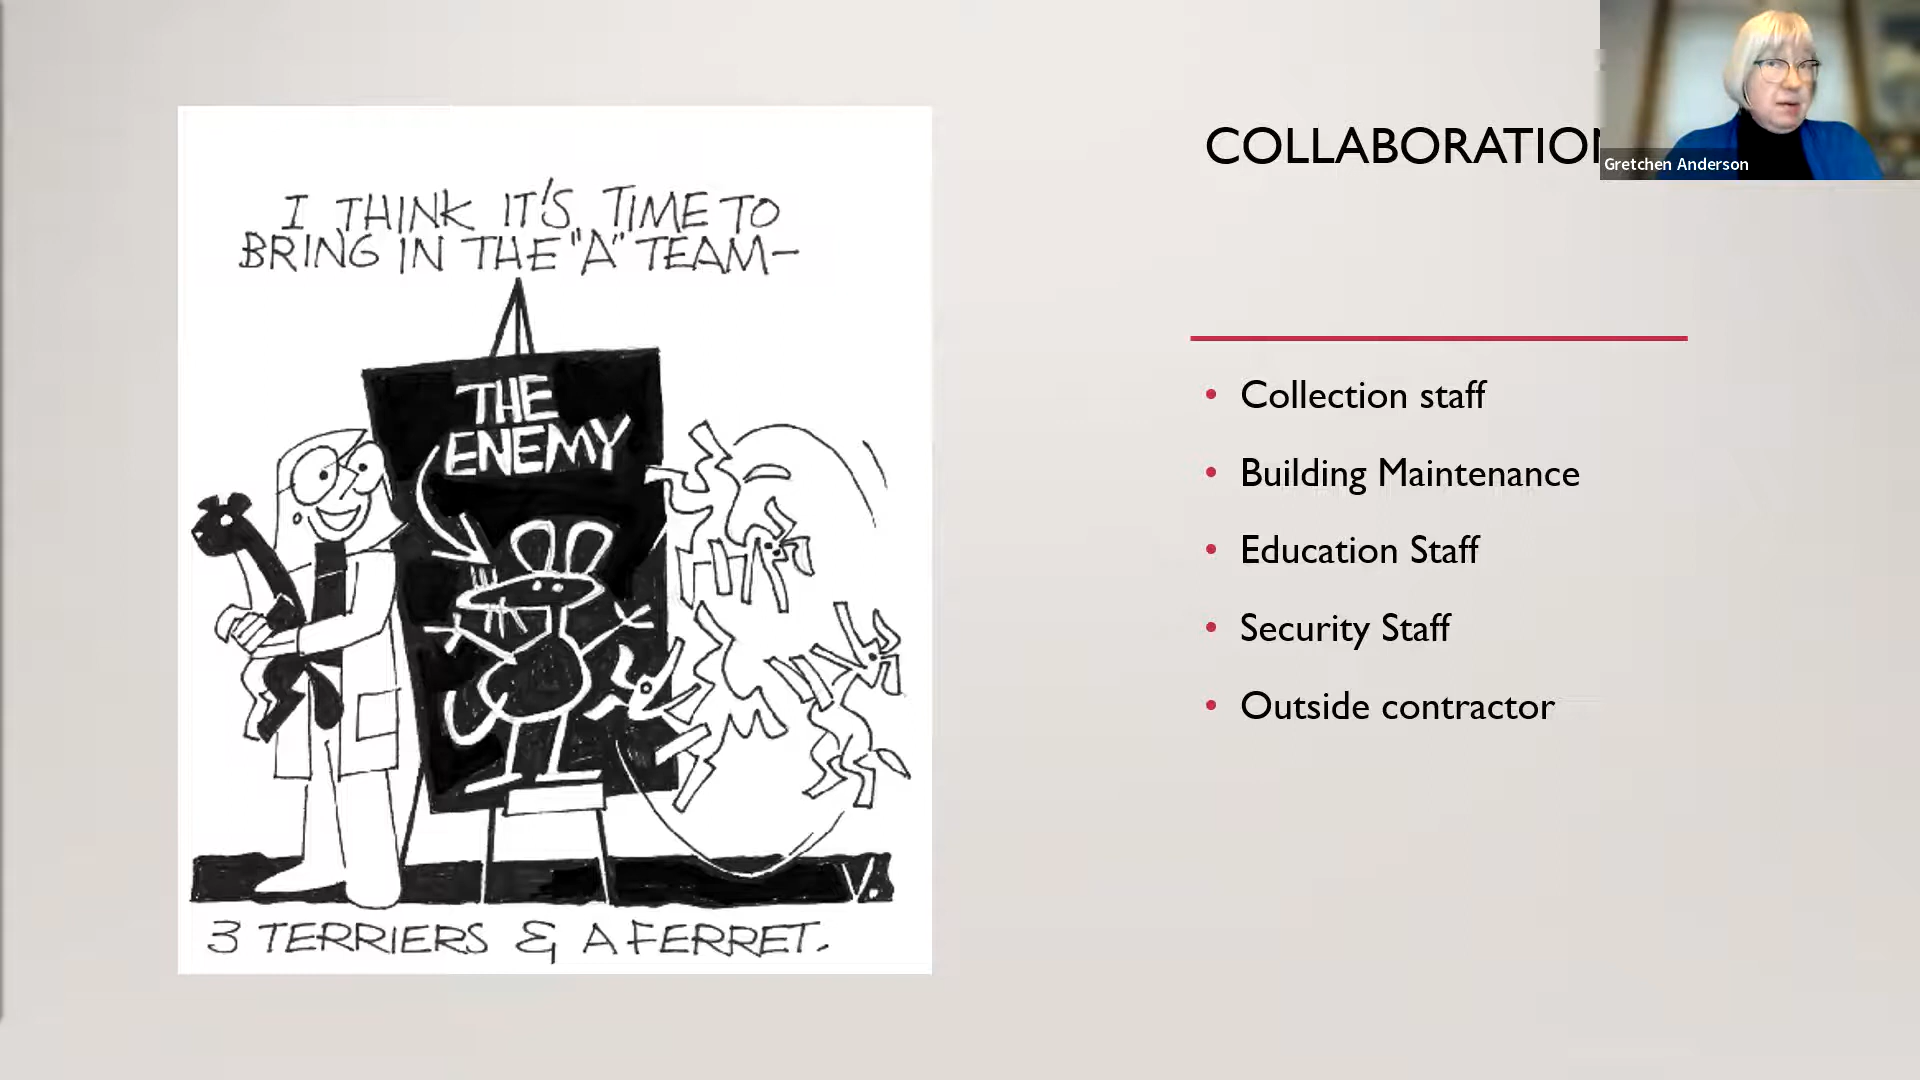 I THINK IT'S TIME TO
BRING IN THE "A" TEAM—
THE
ENEMY
V.
3 TERRIERS & A FERRET.
COLLABORATION
Gretchen Anderson
• Collection staff
• Building Maintenance
• Education Staff
• Security Staff
• Outside contractor